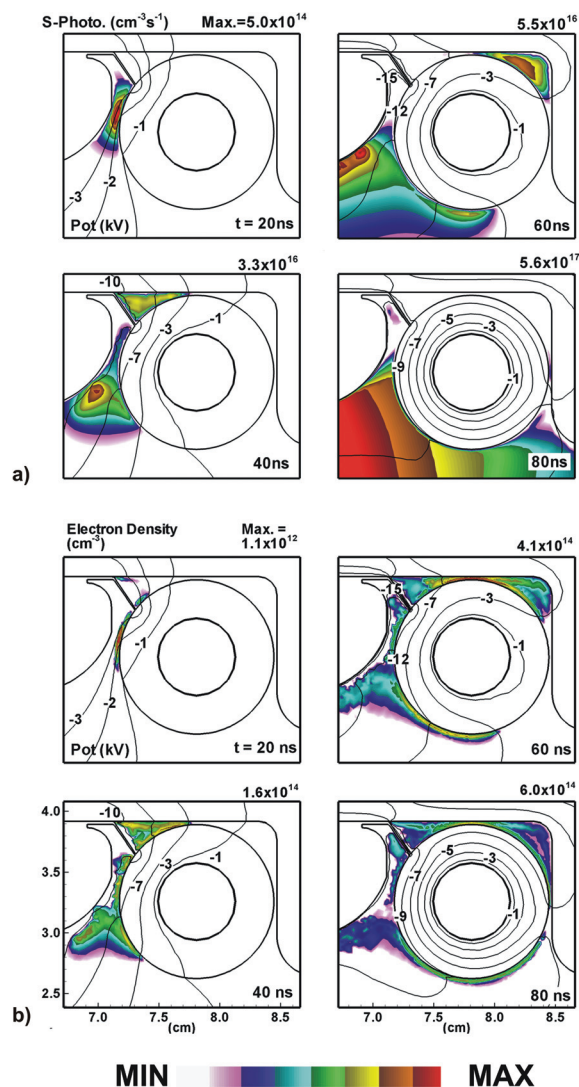 S-Photo. (cm⁻³s⁻¹) Max.=5.0x10¹⁴
-1
-2
-3
Pot (kV) t = 20ns
5.5x10¹⁶
-15
-7
-3
-12
-1
60ns
3.3x10¹⁶
-10
-3
-1
-7
40ns
5.6x10¹⁷
-5
-7
-3
-9
-1
80ns
a)
Electron Density Max. =
(cm⁻³) 1.1x10¹²
-1
-3
-2
Pot (kV) t = 20 ns
4.1x10¹⁴
-15
-7
-3
-12
-1
60 ns
1.6x10¹⁴
4.0
-10
3.5
-3
-1
-7
3.0
2.5
40 ns
7.0 7.5 8.0 8.5
(cm)
6.0x10¹⁴
-5
-7
-3
-9
-1
80 ns
7.0 7.5 8.0 8.5
(cm)
b)
MIN MAX